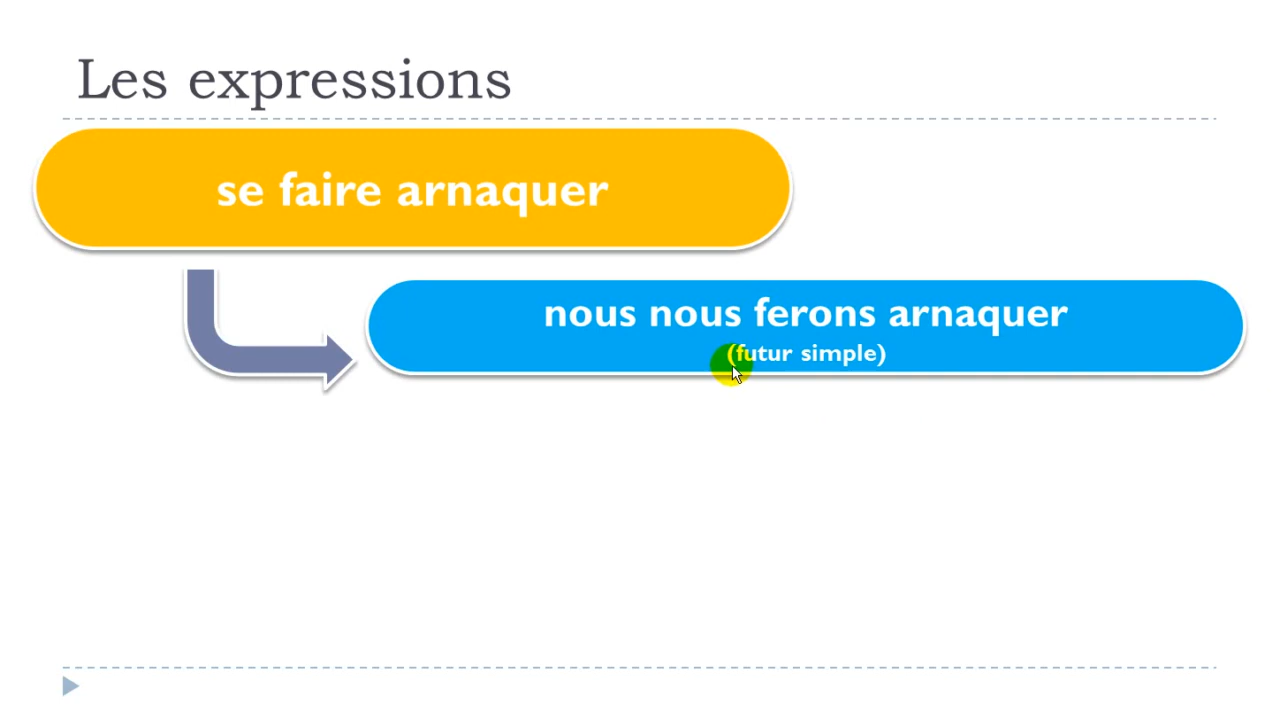 Les expressions
se faire arnaquer
nous nous ferons arnaquer
(futur simple)